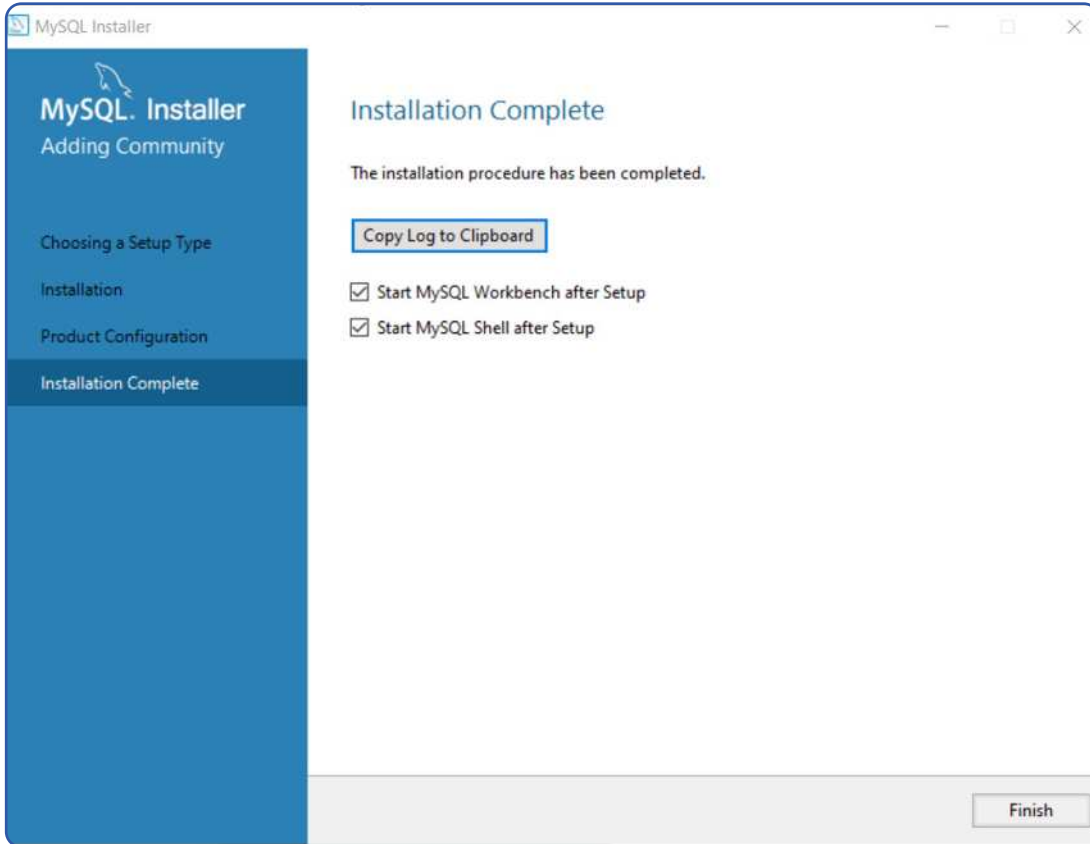 MySQL Installer
MySQL. Installer
Adding Community
Choosing a Setup Type
Installation
Product Configuration
Installation Complete
Installation Complete
The installation procedure has been completed.
Copy Log to Clipboard
Start MySQL Workbench after Setup
Start MySQL Shell after Setup
Finish